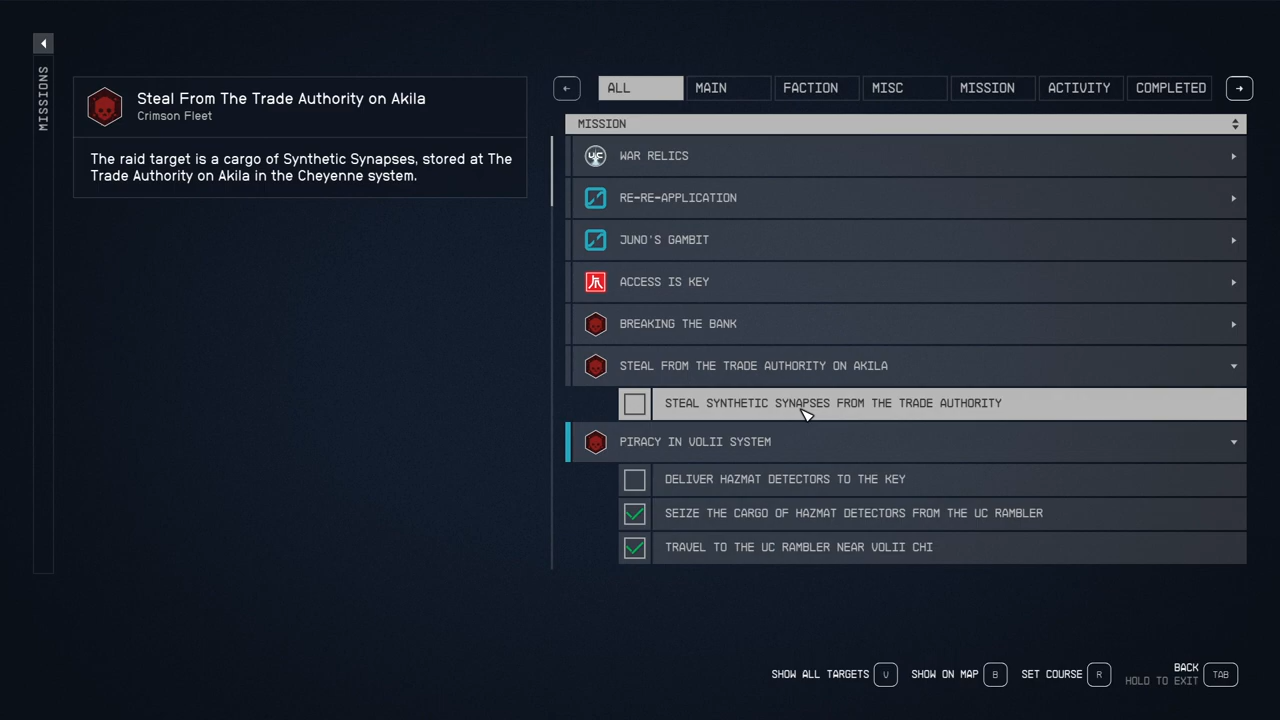 MISSIONS
Steal From The Trade Authority on Akila
Crimson Fleet
The raid target is a cargo of Synthetic Synapses, stored at The
Trade Authority on Akila in the Cheyenne system.
ALL MAIN FACTION MISC MISSION ACTIVITY COMPLETED
MISSION
WAR RELICS
RE-RE-APPLICATION
JUNO'S GAMBIT
ACCESS IS KEY
BREAKING THE BANK
STEAL FROM THE TRADE AUTHORITY ON AKILA
STEAL SYNTHETIC SYNAPSES FROM THE TRADE AUTHORITY
PIRACY IN VOLII SYSTEM
DELIVER HAZMAT DETECTORS TO THE KEY
SEIZE THE CARGO OF HAZMAT DETECTORS FROM THE UC RAMBLER
TRAVEL TO THE UC RAMBLER NEAR VOLII CHI
SHOW ALL TARGETS V SHOW ON MAP B SET COURSE R BACK TAB
HOLD TO EXIT